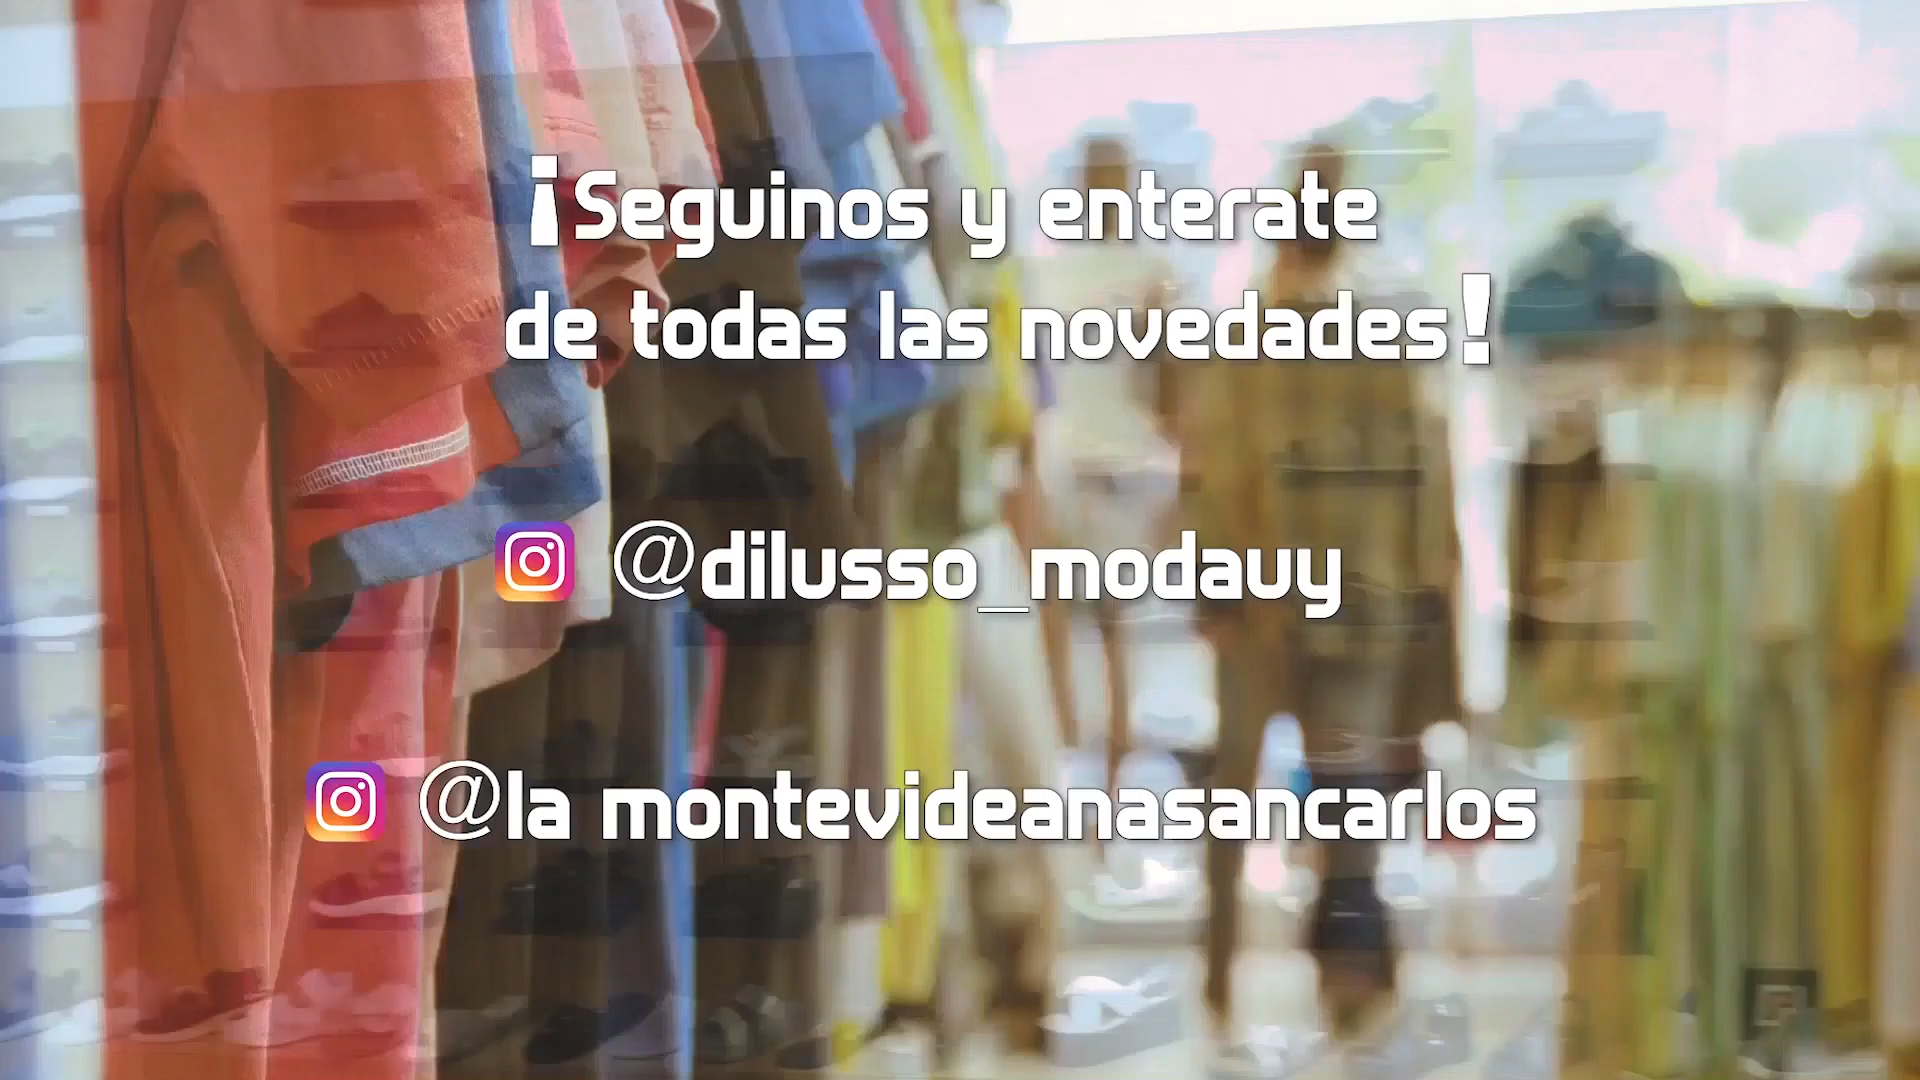 ¡Seguinos y enterate
de todas las novedades!
@dilusso_modauy
@la montevideanasancarlos